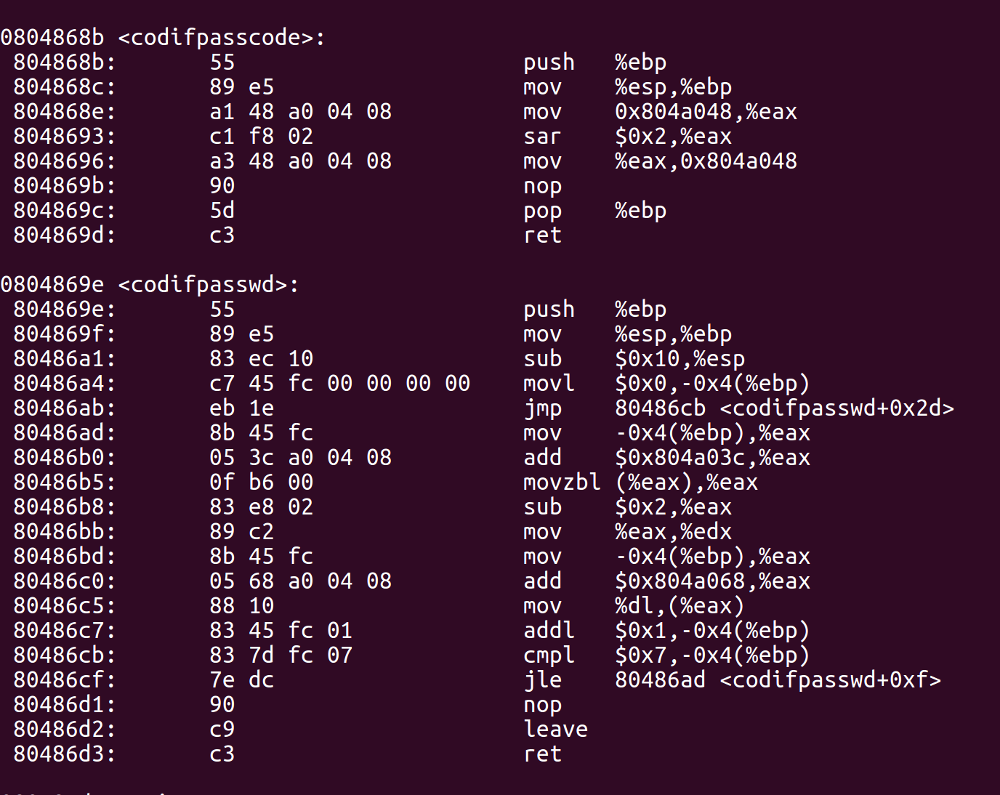 0804868b <codifpasscode>:
 804868b:	55	push   %ebp
 804868c:	89 e5	mov    %esp,%ebp
 804868e:	a1 48 a0 04 08	mov    0x804a048,%eax
 8048693:	c1 f8 02	sar    $0x2,%eax
 8048696:	a3 48 a0 04 08	mov    %eax,0x804a048
 804869b:	90	nop
 804869c:	5d	pop    %ebp
 804869d:	c3	ret
0804869e <codifpasswd>:
 804869e:	55	push   %ebp
 804869f:	89 e5	mov    %esp,%ebp
 80486a1:	83 ec 10	sub    $0x10,%esp
 80486a4:	c7 45 fc 00 00 00 00	movl   $0x0,-0x4(%ebp)
 80486ab:	eb 1e	jmp    80486cb <codifpasswd+0x2d>
 80486ad:	8b 45 fc	mov    -0x4(%ebp),%eax
 80486b0:	05 3c a0 04 08	add    $0x804a03c,%eax
 80486b5:	0f b6 00	movzbl (%eax),%eax
 80486b8:	83 e8 02	sub    $0x2,%eax
 80486bb:	89 c2	mov    %eax,%edx
 80486bd:	8b 45 fc	mov    -0x4(%ebp),%eax
 80486c0:	05 68 a0 04 08	add    $0x804a068,%eax
 80486c5:	88 10	mov    %dl,(%eax)
 80486c7:	83 45 fc 01	addl   $0x1,-0x4(%ebp)
 80486cb:	83 7d fc 07	cmpl   $0x7,-0x4(%ebp)
 80486cf:	7e dc	jle    80486ad <codifpasswd+0xf>
 80486d1:	90	nop
 80486d2:	c9	leave
 80486d3:	c3	ret